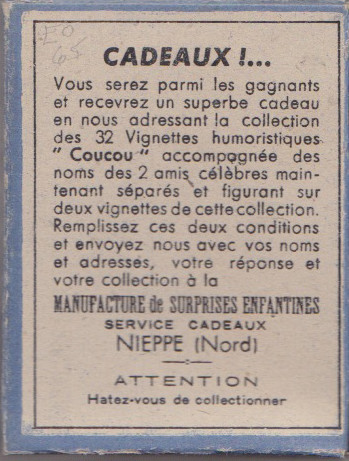 CADEAUX !...
Vous serez parmi les gagnants
et recevrez un superbe cadeau
en nous adressant la collection
des 32 Vignettes humoristiques
" Coucou " accompagnée des
noms des 2 amis célèbres main-
tenant séparés et figurant sur
deux vignettes de cette collection.
Remplissez ces deux conditions
et envoyez nous avec vos noms
et adresses, votre réponse et
votre collection à la
MANUFACTURE de SURPRISES ENFANTINES
SERVICE CADEAUX
NIEPPE (Nord)
ATTENTION
Hatez-vous de collectionner